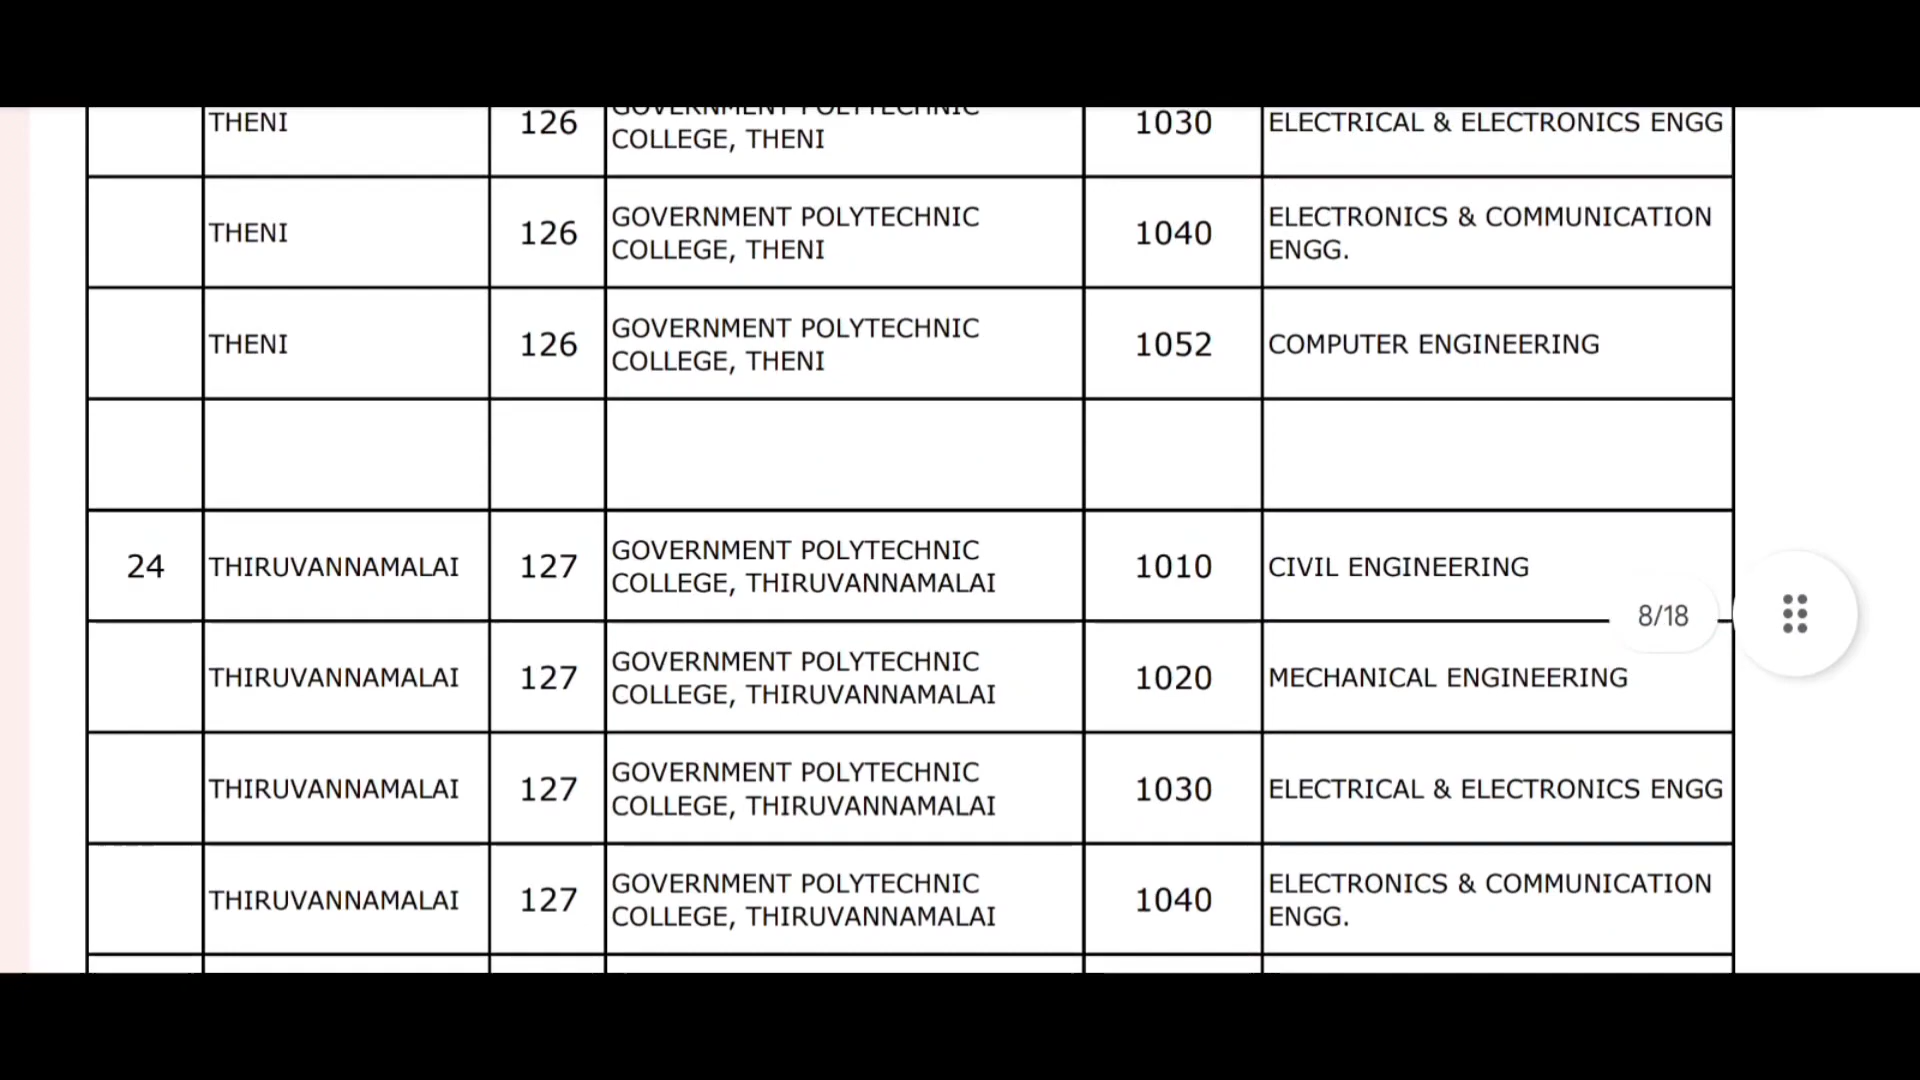 THENI 126 GOVERNMENT POLYTECHNIC 1030 ELECTRICAL & ELECTRONICS ENGG
COLLEGE, THENI
THENI 126 GOVERNMENT POLYTECHNIC 1040 ELECTRONICS & COMMUNICATION
COLLEGE, THENI ENGG.
THENI 126 GOVERNMENT POLYTECHNIC 1052 COMPUTER ENGINEERING
COLLEGE, THENI
24 THIRUVANNAMALAI 127 GOVERNMENT POLYTECHNIC 1010 CIVIL ENGINEERING
COLLEGE, THIRUVANNAMALAI
8/18
THIRUVANNAMALAI 127 GOVERNMENT POLYTECHNIC 1020 MECHANICAL ENGINEERING
COLLEGE, THIRUVANNAMALAI
THIRUVANNAMALAI 127 GOVERNMENT POLYTECHNIC 1030 ELECTRICAL & ELECTRONICS ENGG
COLLEGE, THIRUVANNAMALAI
THIRUVANNAMALAI 127 GOVERNMENT POLYTECHNIC 1040 ELECTRONICS & COMMUNICATION
COLLEGE, THIRUVANNAMALAI ENGG.